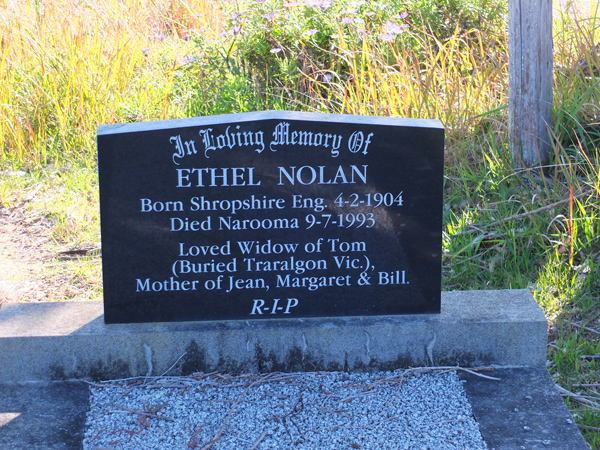 In Loving Memory Of
ETHEL NOLAN
Born Shropshire Eng. 4-2-1904
Died Narooma 9-7-1993
Loved Widow of Tom
(Buried Traralgon Vic.),
Mother of Jean, Margaret & Bill.
R-I-P